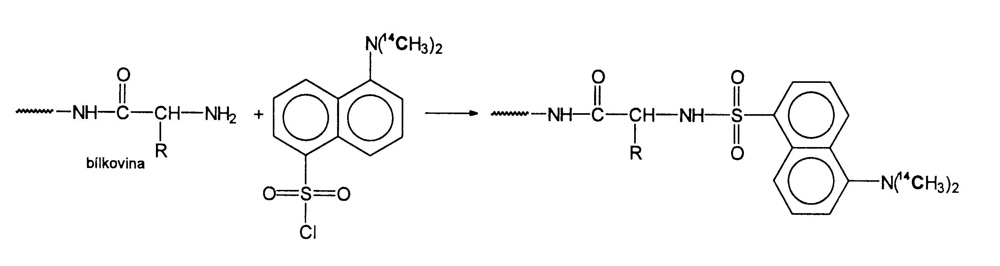 N(¹⁴CH₃)₂
O
NH C CH NH₂
R
bílkovina
+
O=S=O
Cl
O O
NH C CH NH S
R O
N(¹⁴CH₃)₂